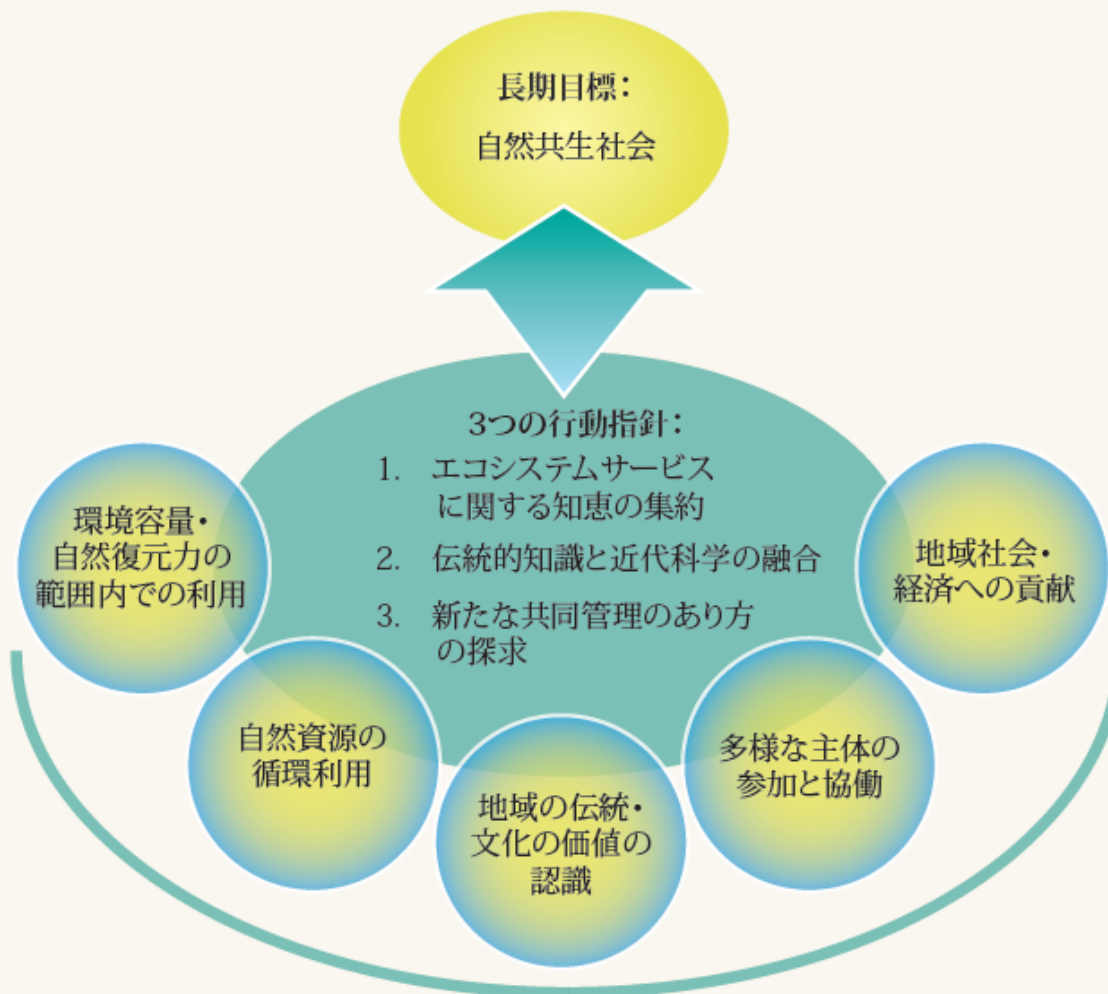 長期目標：
自然共生社会
3つの行動指針：
1. エコシステムサービス
に関する知恵の集約
2. 伝統的知識と近代科学の融合
3. 新たな共同管理のあり方
の探求
環境容量・
自然復元力の
範囲内での利用
自然資源の
循環利用
地域の伝統・
文化の価値の
認識
多様な主体の
参加と協働
地域社会・
経済への貢献